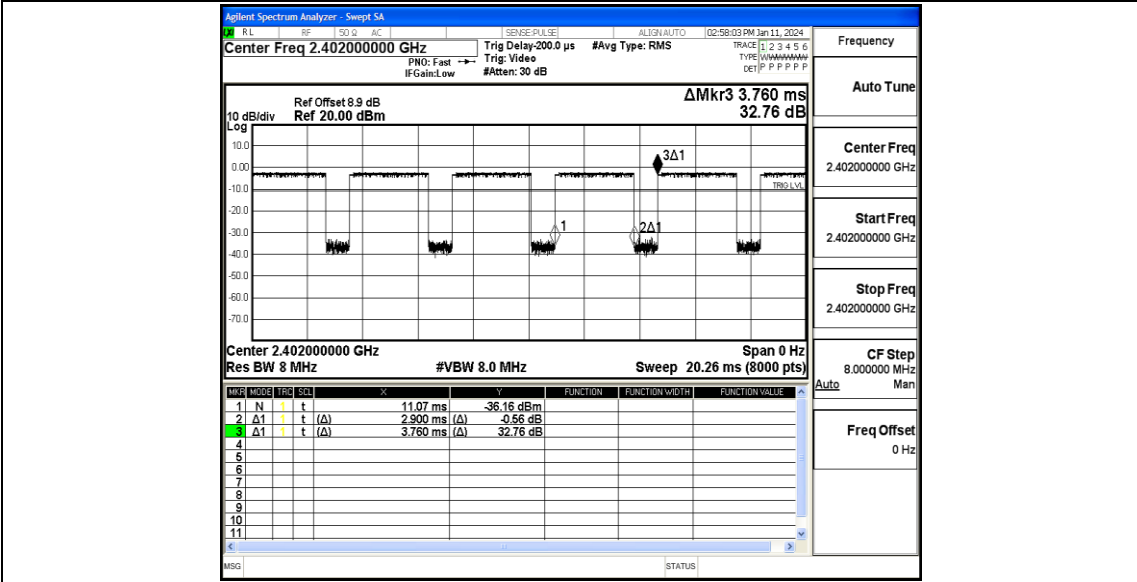 Agilent Spectrum Analyzer - Swept SA
RL RF 50 Ω AC SENSE:PULSE ALIGN AUTO 02:58:03 PM Jan 11, 2024
Center Freq 2.402000000 GHz
PNO: Fast
IFGain:Low
Trig Delay-200.0 µs
Trig: Video
#Atten: 30 dB
#Avg Type: RMS
TRACE 1 2 3 4 5 6
TYPE WWWWWW
DET P P P P P P
Ref Offset 8.9 dB
Ref 20.00 dBm
10 dB/div
Log
ΔMkr3 3.760 ms
32.76 dB
10.0
0.00
-10.0
-20.0
-30.0
-40.0
-50.0
-60.0
-70.0
3Δ1
TRIG LVL
1
2Δ1
Center 2.402000000 GHz Span 0 Hz
Res BW 8 MHz #VBW 8.0 MHz Sweep 20.26 ms (8000 pts)
MKR MODE TRC SCL X Y FUNCTION FUNCTION WIDTH FUNCTION VALUE
1 N 1 t 11.07 ms -36.16 dBm
2 Δ1 1 t (Δ) 2.900 ms (Δ) -0.56 dB
3 Δ1 1 t (Δ) 3.760 ms (Δ) 32.76 dB
4
5
6
7
8
9
10
11
MSG STATUS
Frequency
Auto Tune
Center Freq
2.402000000 GHz
Start Freq
2.402000000 GHz
Stop Freq
2.402000000 GHz
CF Step
8.000000 MHz
Auto Man
Freq Offset
0 Hz